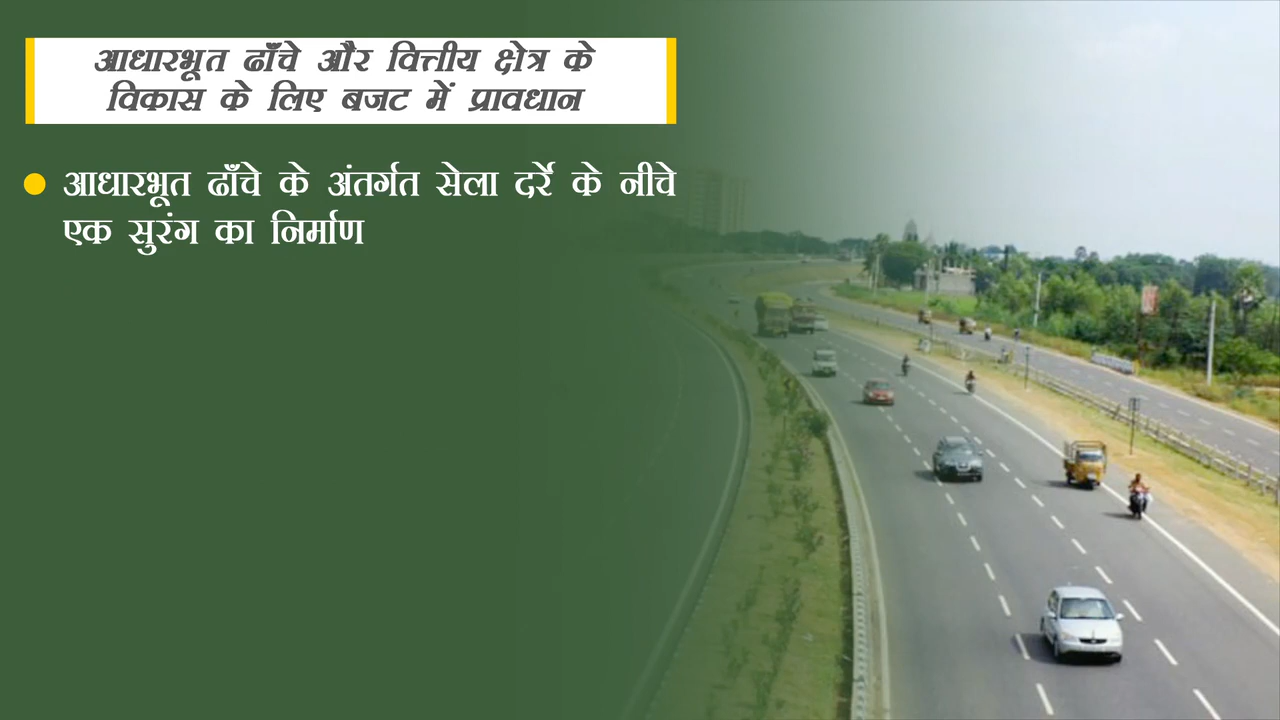 आधारभूत ढाँचे और वित्तीय क्षेत्र के
विकास के लिए बजट में प्रावधान
आधारभूत ढाँचे के अंतर्गत सेला दर्रे के नीचे
एक सुरंग का निर्माण